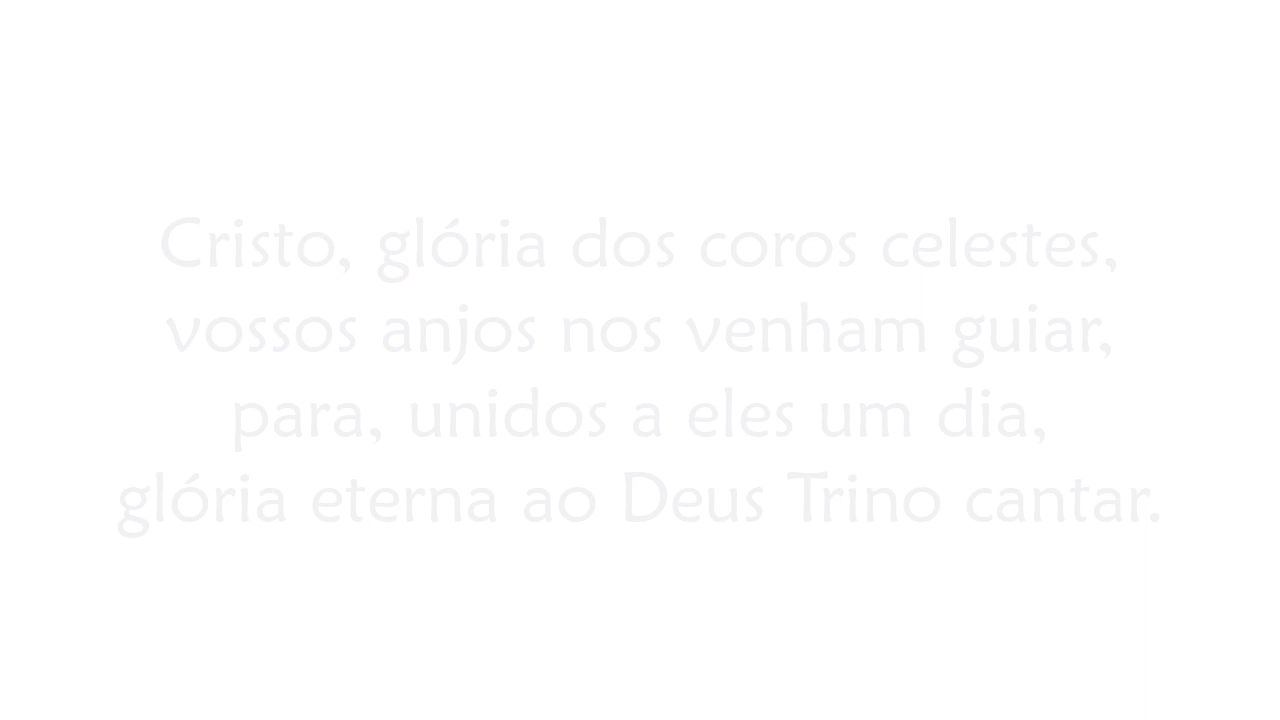 Cristo, glória dos coros celestes,
vossos anjos nos venham guiar,
para, unidos a eles um dia,
glória eterna ao Deus Trino cantar.